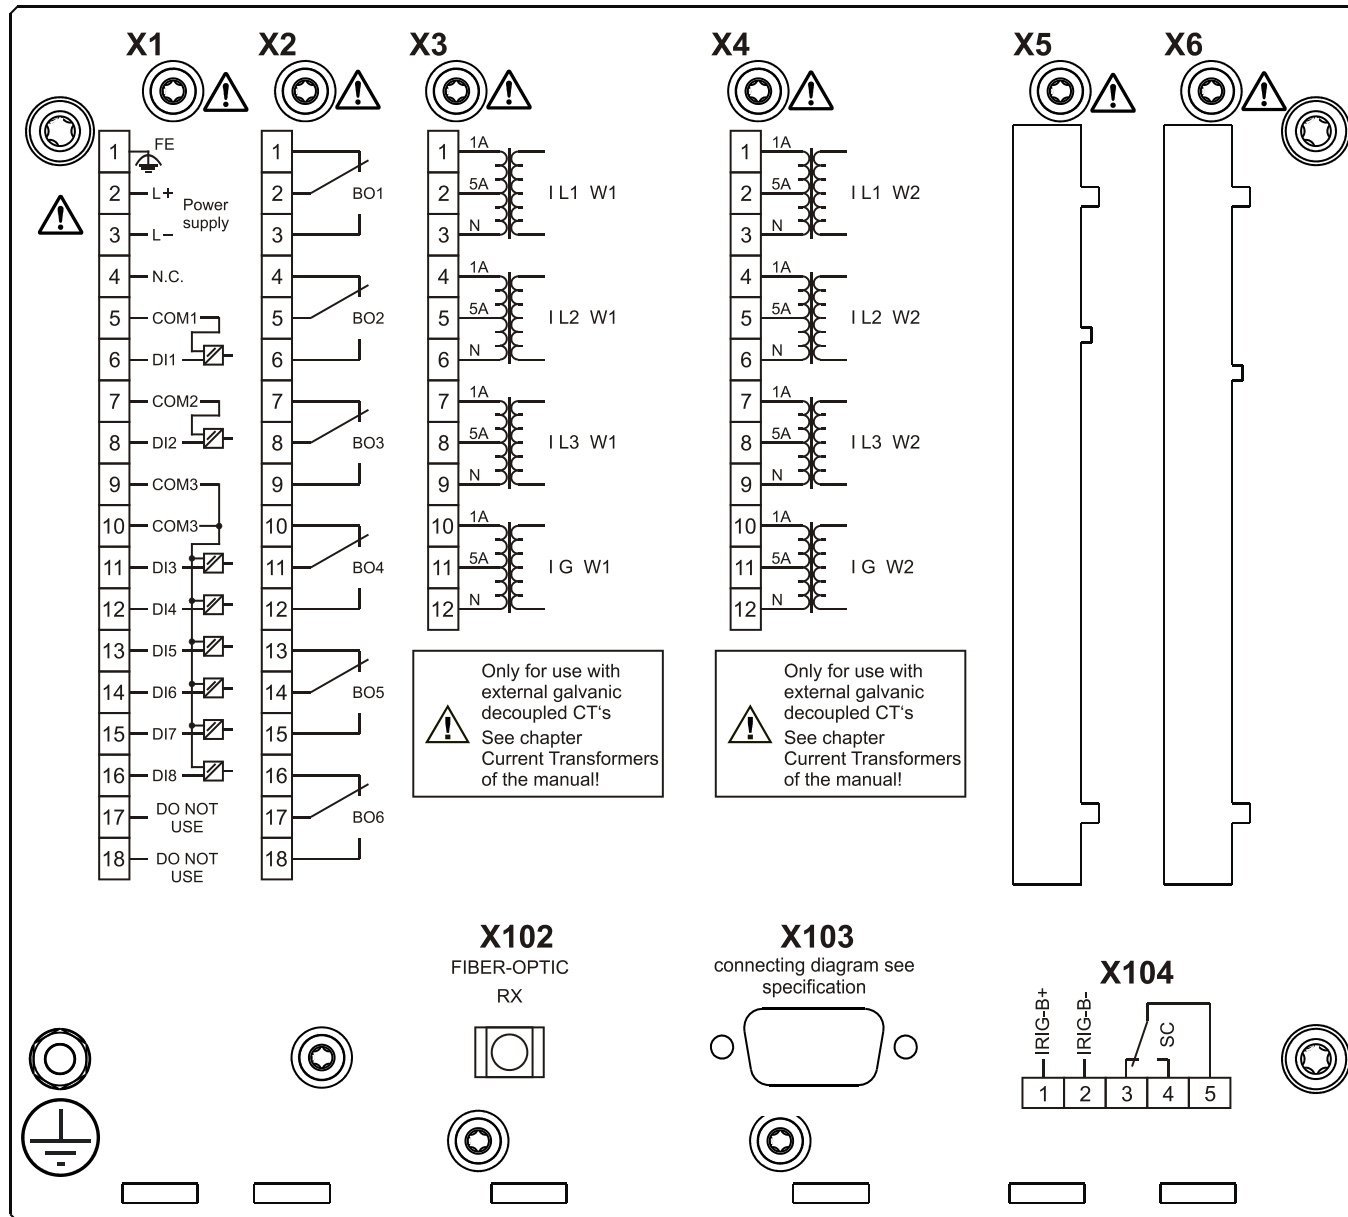 X1
X2
X3
X4
X5
X6
1 FE
2 L+
Power
supply
3 L–
4 N.C.
5 COM1
6 DI1
7 COM2
8 DI2
9 COM3
10 COM3
11 DI3
12 DI4
13 DI5
14 DI6
15 DI7
16 DI8
17 DO NOT
USE
18 DO NOT
USE
1
2 BO1
3
4
5 BO2
6
7
8 BO3
9
10
11 BO4
12
13
14 BO5
15
16
17 BO6
18
1 1A
2 5A I L1 W1
3 N
4 1A
5 5A I L2 W1
6 N
7 1A
8 5A I L3 W1
9 N
10 1A
11 5A I G W1
12 N
Only for use with
external galvanic
decoupled CT‘s
See chapter
Current Transformers
of the manual!
1 1A
2 5A I L1 W2
3 N
4 1A
5 5A I L2 W2
6 N
7 1A
8 5A I L3 W2
9 N
10 1A
11 5A I G W2
12 N
Only for use with
external galvanic
decoupled CT‘s
See chapter
Current Transformers
of the manual!
X102
FIBER-OPTIC
RX
X103
connecting diagram see
specification
X104
IRIG-B+
IRIG-B-
SC
1 2 3 4 5